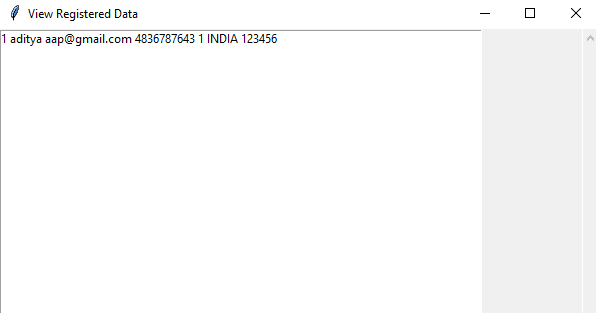 View Registered Data
1 aditya aap@gmail.com 4836787643 1 INDIA 123456